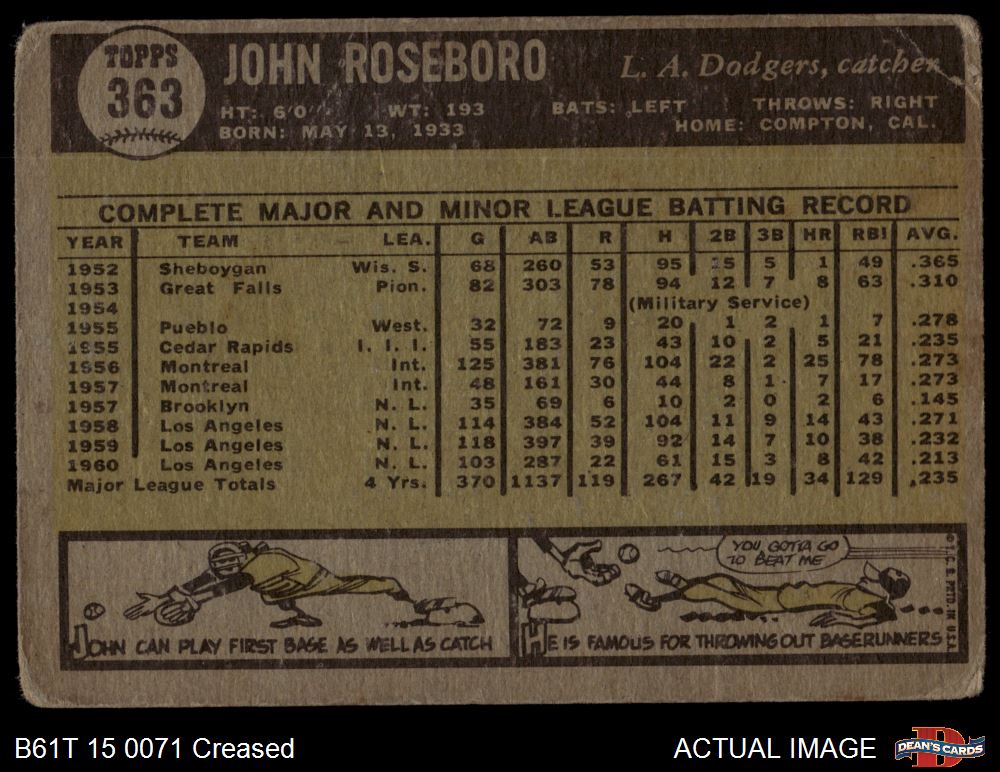 TOPPS
363
JOHN ROSEBORO
L. A. Dodgers, catcher
HT: 6'0" WT: 193 BATS: LEFT THROWS: RIGHT
BORN: MAY 13, 1933 HOME: COMPTON, CAL.
COMPLETE MAJOR AND MINOR LEAGUE BATTING RECORD
YEAR TEAM LEA. G AB R H 2B 3B HR RBI AVG.
1952 Sheboygan Wis. S. 68 260 53 95 15 5 1 49 .365
1953 Great Falls Pion. 82 303 78 94 12 7 8 63 .310
1954 (Military Service)
1955 Pueblo West. 32 72 9 20 1 2 1 7 .278
1955 Cedar Rapids I. I. I. 55 183 23 43 10 2 5 21 .235
1956 Montreal Int. 125 381 76 104 22 2 25 78 .273
1957 Montreal Int. 48 161 30 44 8 1 7 17 .273
1957 Brooklyn N. L. 35 69 6 10 2 0 2 6 .145
1958 Los Angeles N. L. 114 384 52 104 11 9 14 43 .271
1959 Los Angeles N. L. 118 397 39 92 14 7 10 38 .232
1960 Los Angeles N. L. 103 287 22 61 15 3 8 42 .213
Major League Totals 4 Yrs. 370 1137 119 267 42 19 34 129 .235
JOHN CAN PLAY FIRST BASE AS WELL AS CATCH
YOU GOTTA GO
TO BEAT ME
HE IS FAMOUS FOR THROWING OUT BASERUNNERS
© T. C. G. PRTD. IN U.S.A.
B61T 15 0071 Creased
ACTUAL IMAGE
DEAN'S CARDS